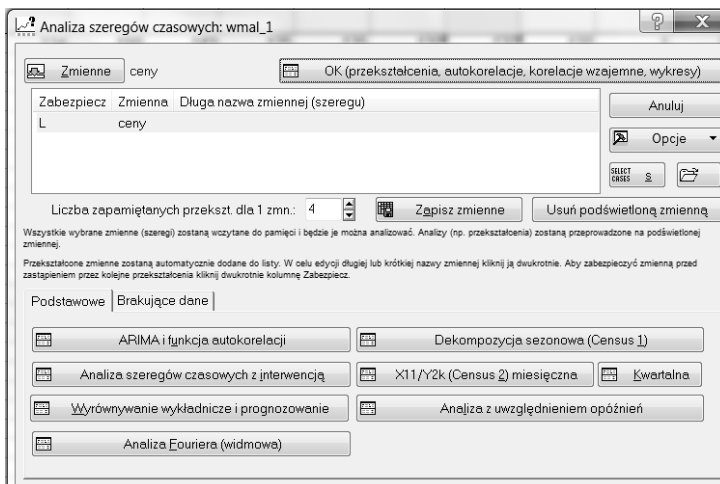 Analiza szeregów czasowych: wmal_1
Zmienne ceny OK (przekształcenia, autokorelacje, korelacje wzajemne, wykresy)
Zabezpiecz Zmienna Długa nazwa zmiennej (szeregu)
L ceny
Anuluj
Opcje
SELECT CASES S
Liczba zapamiętanych przekszt. dla 1 zmn.: 4 Zapisz zmienne Usuń podświetloną zmienną
Wszystkie wybrane zmienne (szeregi) zostaną wczytane do pamięci i będzie je można analizować. Analizy (np. przekształcenia) zostaną przeprowadzone na podświetlonej
zmiennej.
Przekształcone zmienne zostaną automatycznie dodane do listy. W celu edycji długiej lub krótkiej nazwy zmiennej kliknij ją dwukrotnie. Aby zabezpieczyć zmienną przed
zastąpieniem przez kolejne przekształcenia kliknij dwukrotnie kolumnę Zabezpiecz.
Podstawowe Brakujące dane
ARIMA i funkcja autokorelacji Dekompozycja sezonowa (Census 1)
Analiza szeregów czasowych z interwencją X11/Y2k (Census 2) miesięczna Kwartalna
Wyrównywanie wykładnicze i prognozowanie Analiza z uwzględnieniem opóźnień
Analiza Fouriera (widmowa)